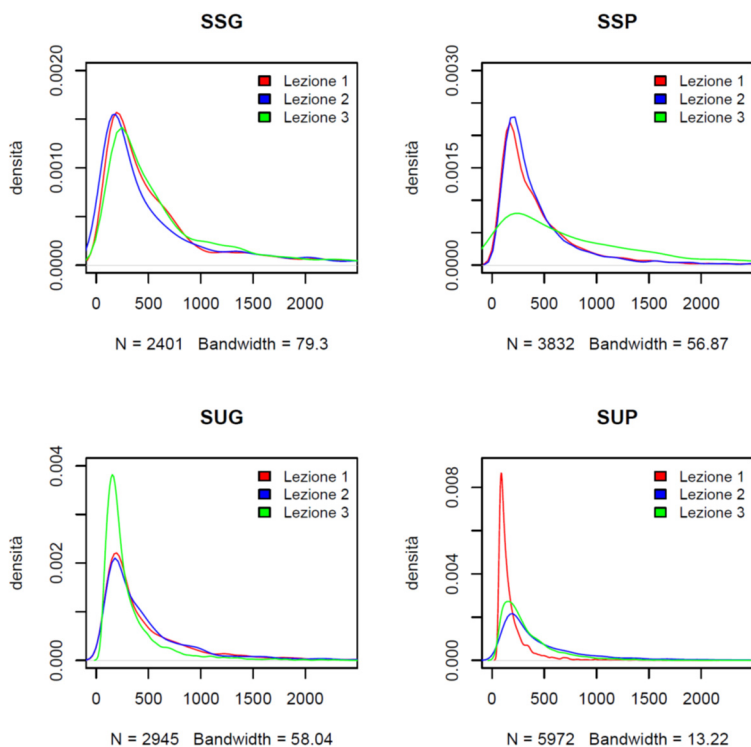 SSG
densità
0.0000
0.0010
0.0020
Lezione 1
Lezione 2
Lezione 3
0
500
1000
1500
2000
N = 2401 Bandwidth = 79.3
SSP
densità
0.0000
0.0015
0.0030
Lezione 1
Lezione 2
Lezione 3
0
500
1000
1500
2000
N = 3832 Bandwidth = 56.87
SUG
densità
0.000
0.002
0.004
Lezione 1
Lezione 2
Lezione 3
0
500
1000
1500
2000
N = 2945 Bandwidth = 58.04
SUP
densità
0.000
0.004
0.008
Lezione 1
Lezione 2
Lezione 3
0
500
1000
1500
2000
N = 5972 Bandwidth = 13.22